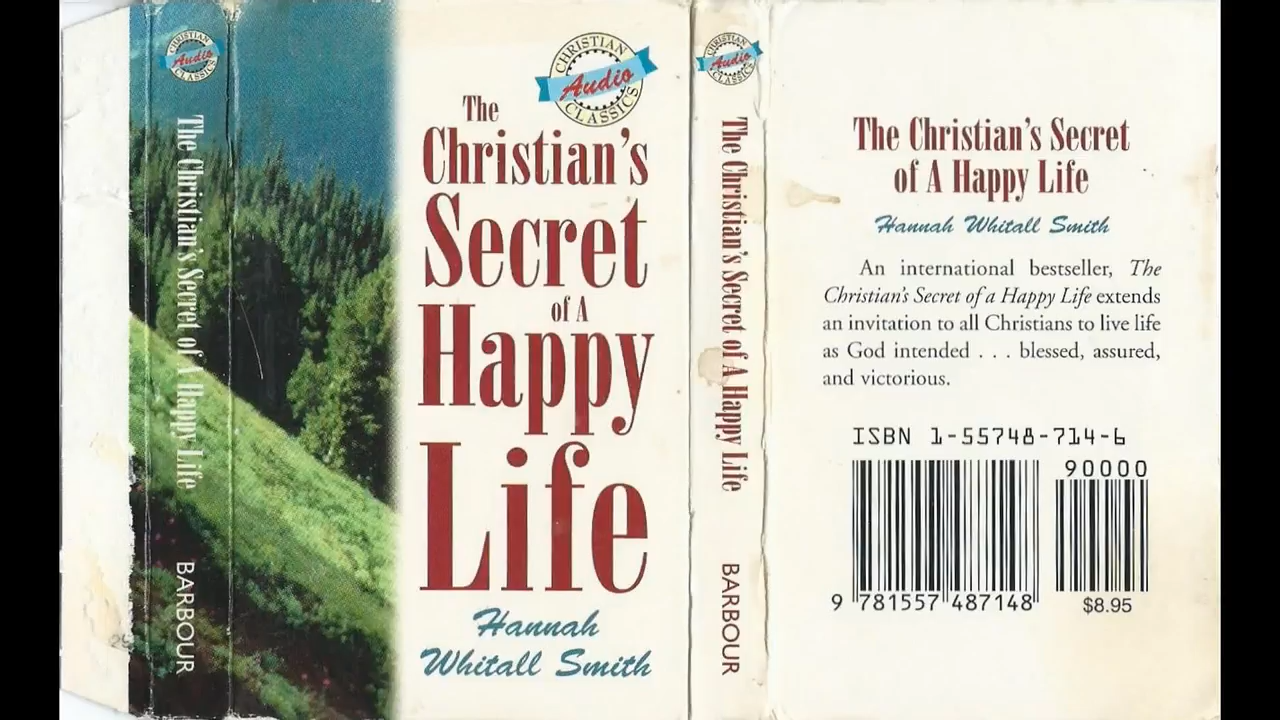 CHRISTIAN
Audio
CLASSICS
The Christian's Secret of A Happy Life
BARBOUR
CHRISTIAN
Audio
CLASSICS
The
Christian's
Secret
of A
Happy
Life
Hannah
Whitall Smith
CHRISTIAN
Audio
CLASSICS
The Christian's Secret of A Happy Life
BARBOUR
The Christian's Secret
of A Happy Life
Hannah Whitall Smith
An international bestseller, The
Christian's Secret of a Happy Life extends
an invitation to all Christians to live life
as God intended . . . blessed, assured,
and victorious.
ISBN 1-55748-714-6
90000
9 781557 487148
$8.95